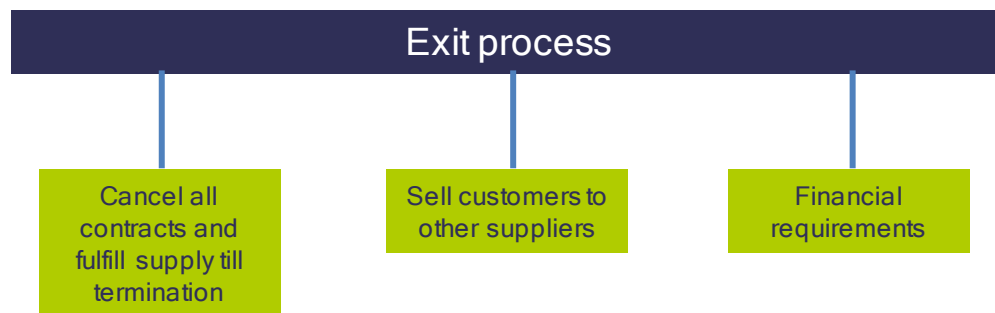 Exit process
Cancel all
contracts and
fulfill supply till
termination
Sell customers to
other suppliers
Financial
requirements